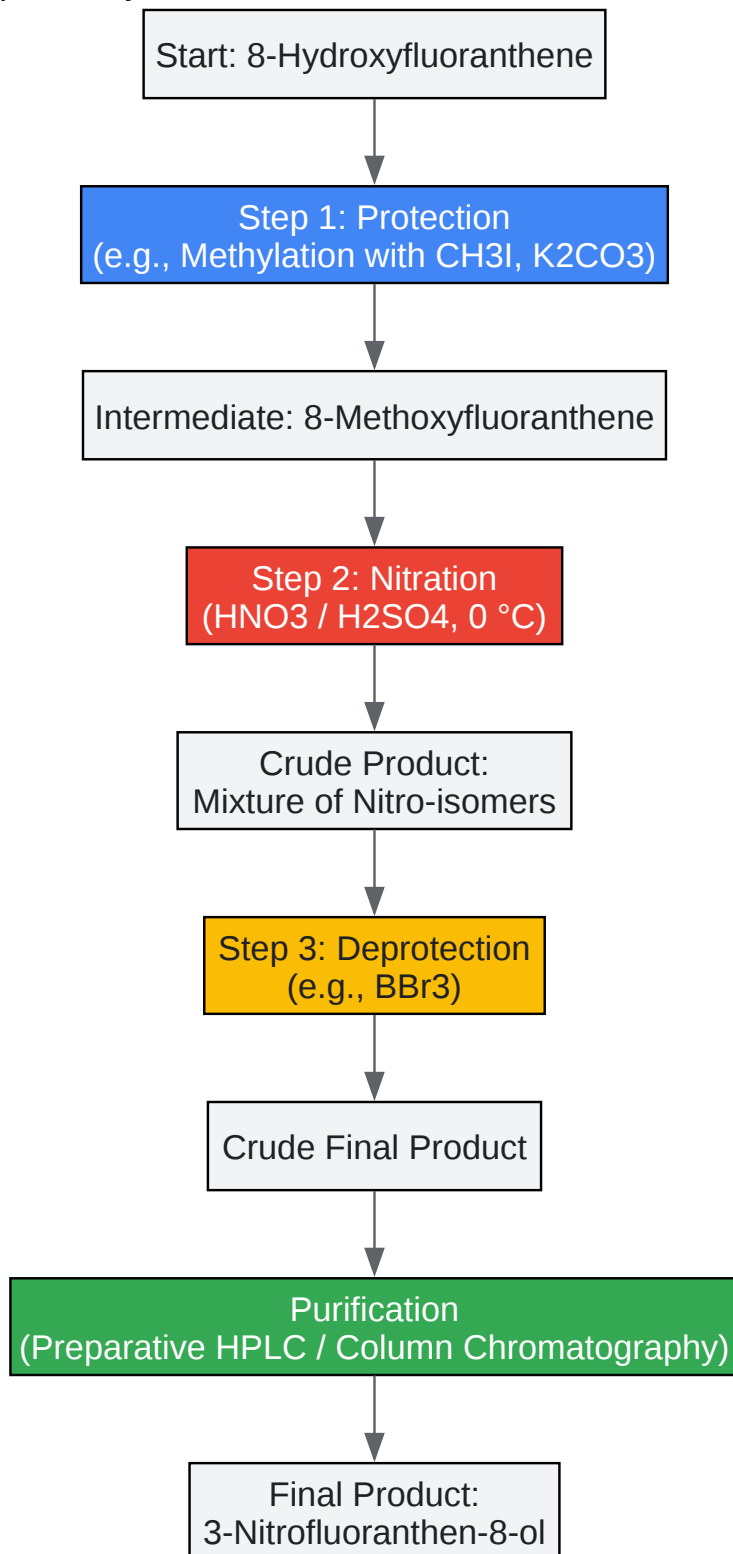 Start: 8-Hydroxyfluoranthene
Step 1: Protection
(e.g., Methylation with CH3I, K2CO3)
Intermediate: 8-Methoxyfluoranthene
Step 2: Nitration
(HNO3 / H2SO4, 0 °C)
Crude Product:
Mixture of Nitro-isomers
Step 3: Deprotection
(e.g., BBr3)
Crude Final Product
Purification
(Preparative HPLC / Column Chromatography)
Final Product:
3-Nitrofluoranthen-8-ol